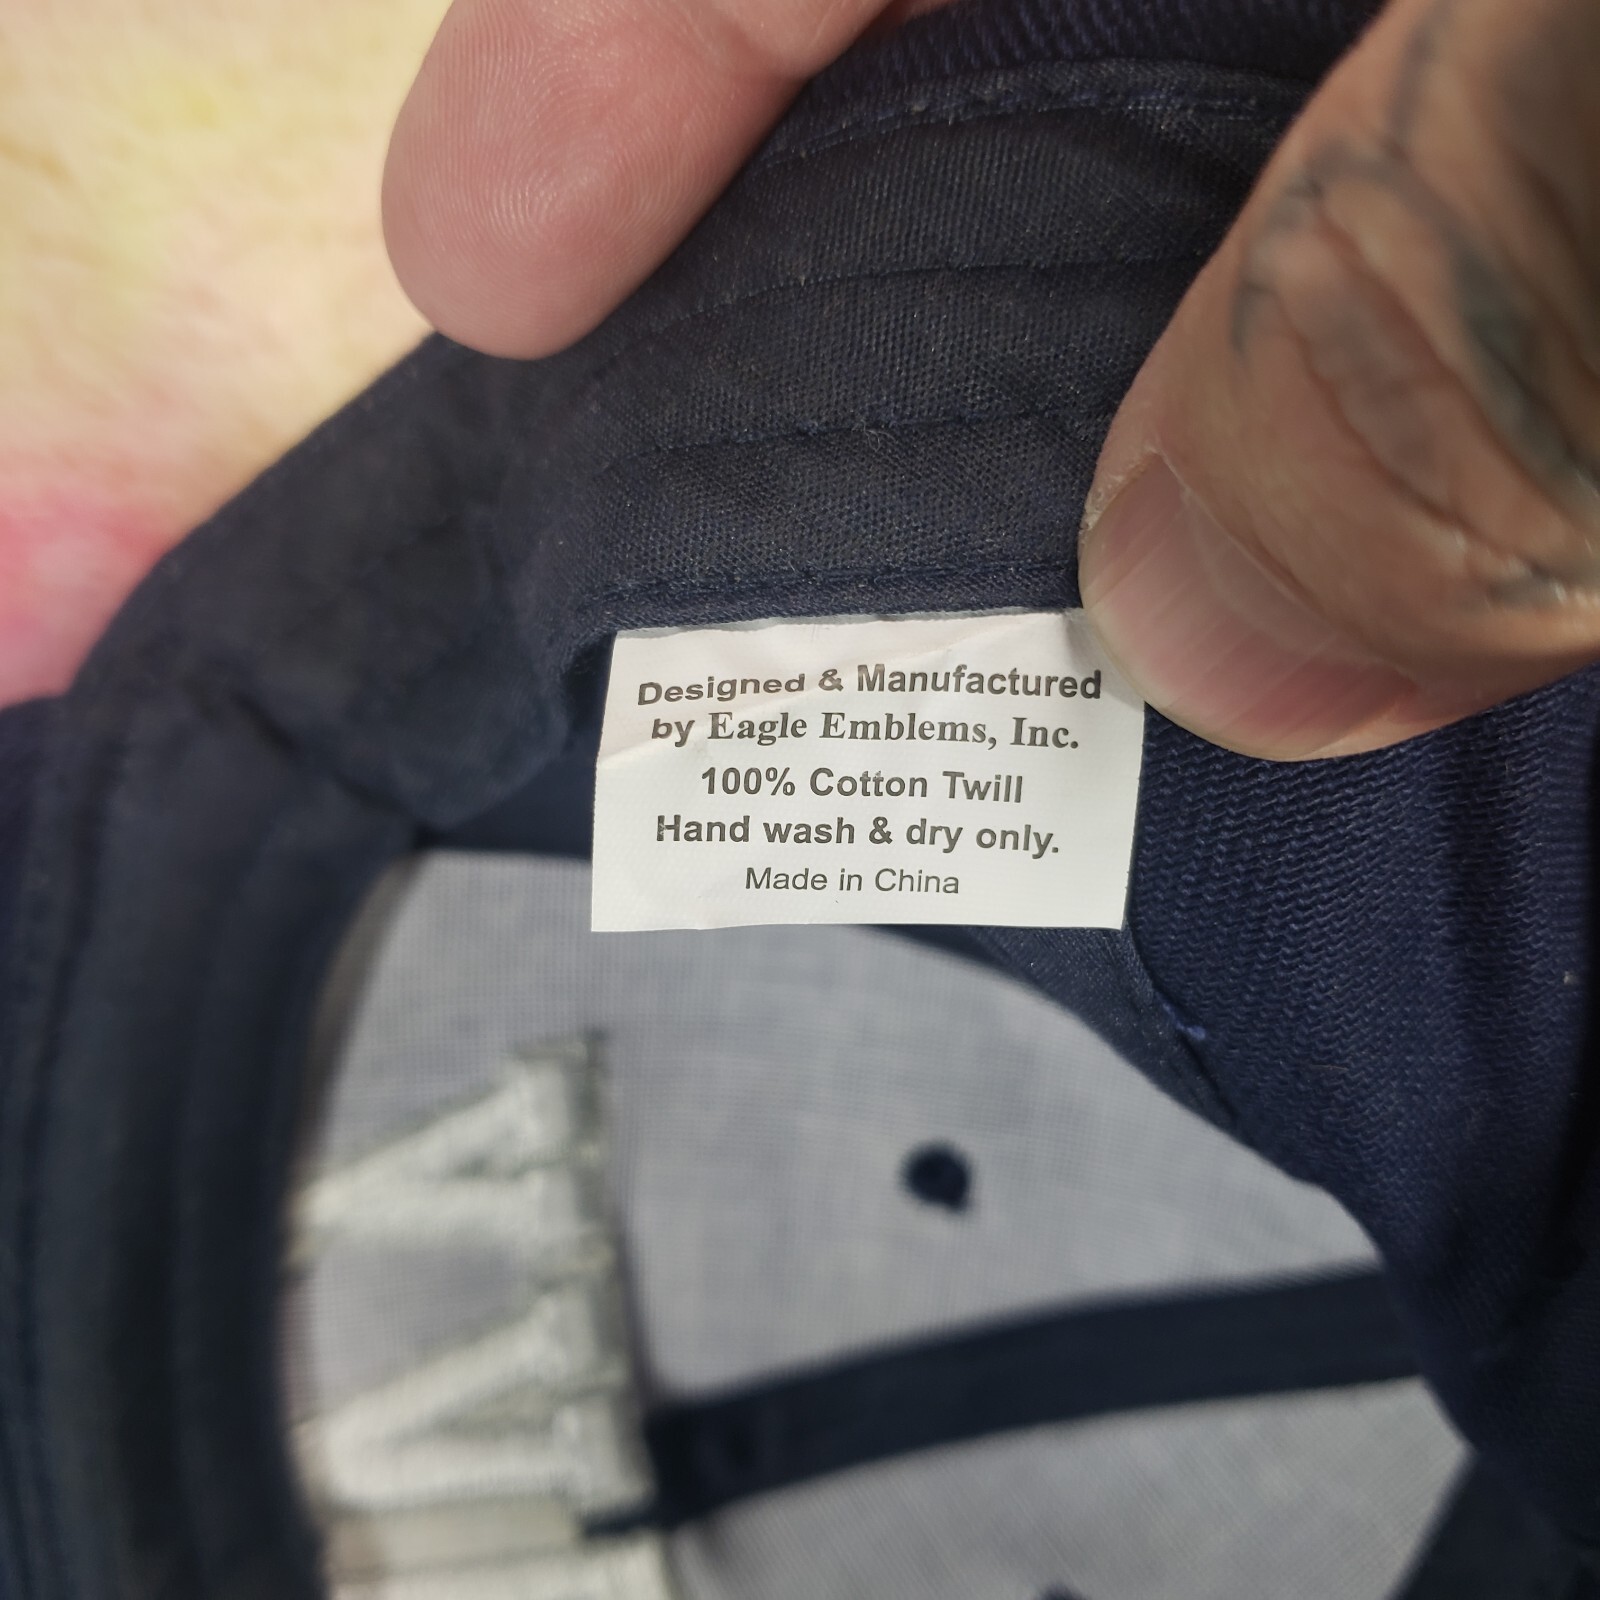 Designed & Manufactured
by Eagle Emblems, Inc.
100% Cotton Twill
Hand wash & dry only.
Made in China